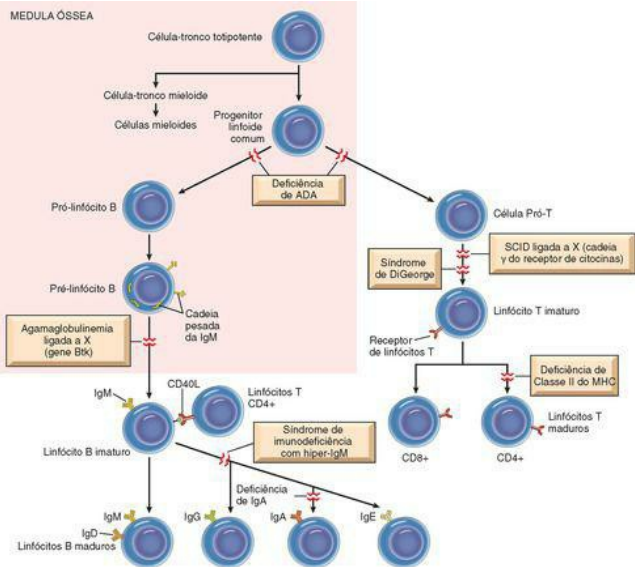 MEDULA ÓSSEA
Célula-tronco totipotente
Célula-tronco mieloide
Células mieloides
Progenitor
linfoide
comum
Deficiência
de ADA
Pró-linfócito B
Célula Pró-T
SCID ligada a X (cadeia
γ do receptor de citocinas)
Síndrome
de DiGeorge
Pré-linfócito B
Cadeia
pesada
da IgM
Linfócito T imaturo
Agamaglobulinemia
ligada a X
(gene Btk)
Receptor
de linfócitos T
Deficiência de
Classe II do MHC
IgM
CD40L
Linfócitos T
CD4+
Síndrome de
imunodeficiência
com hiper-IgM
Linfócito B imaturo
CD8+
CD4+
Linfócitos T
maduros
Deficiência
de IgA
IgM
IgD
IgG
IgA
IgE
Linfócitos B maduros